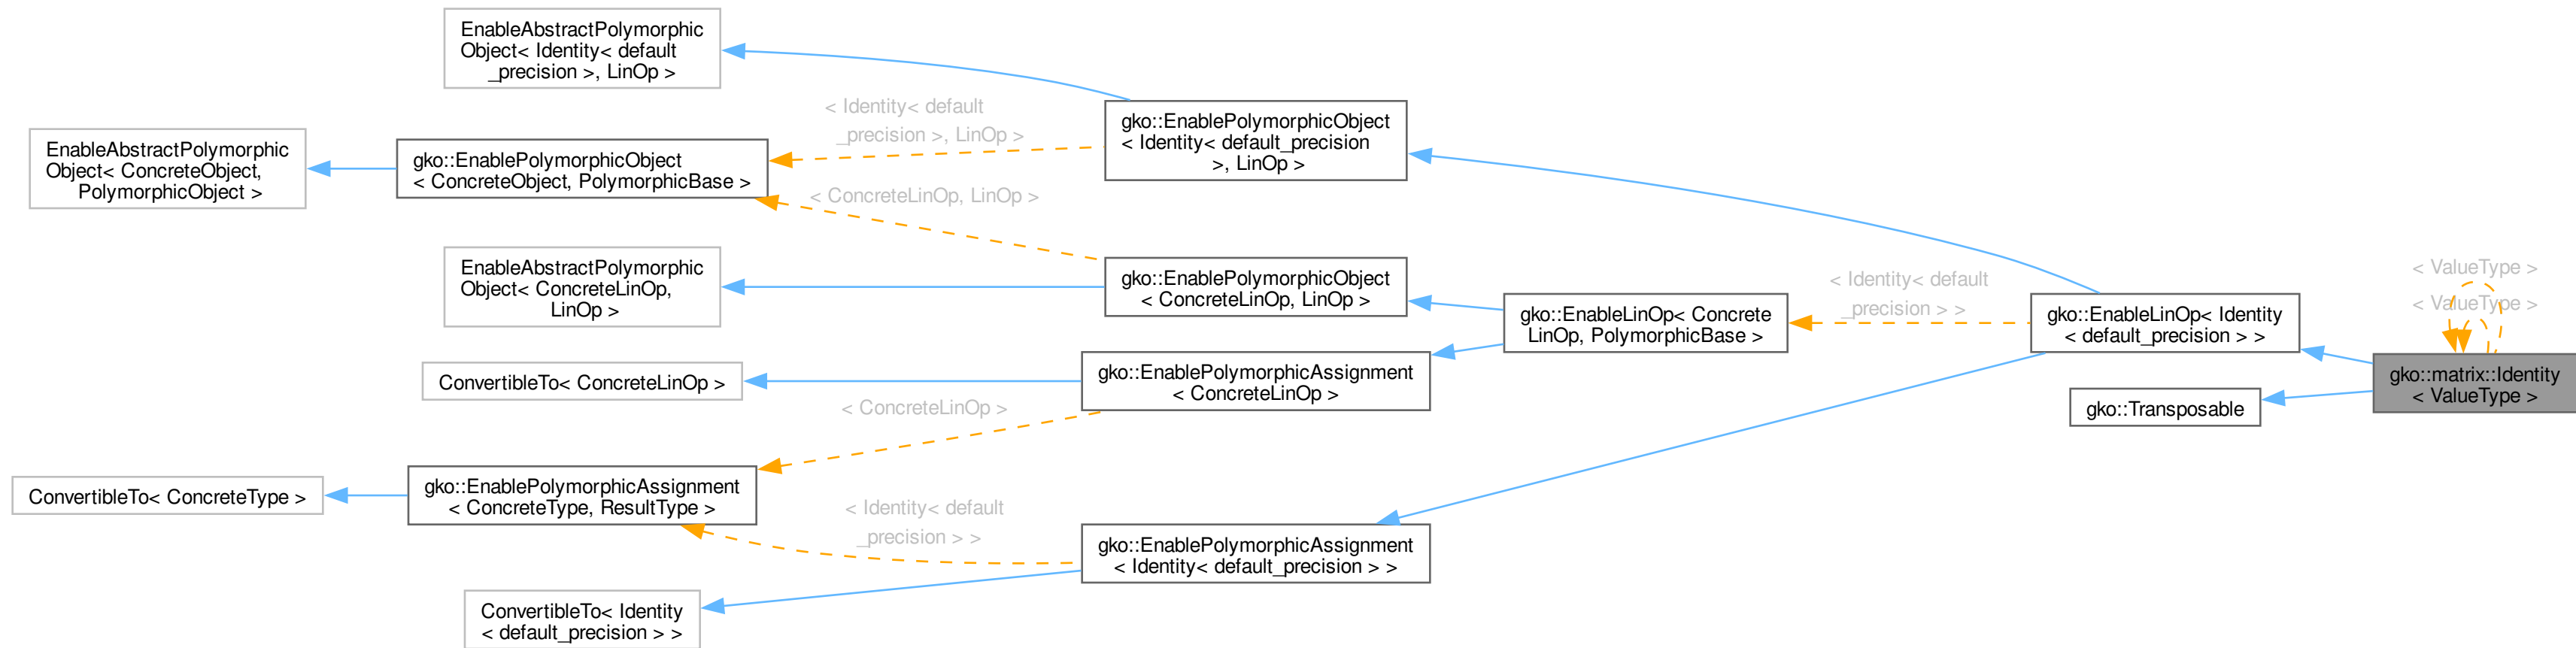 EnableAbstractPolymorphic
Object< Identity< default
_precision >, LinOp >
EnableAbstractPolymorphic
Object< ConcreteObject,
PolymorphicObject >
gko::EnablePolymorphicObject
< ConcreteObject, PolymorphicBase >
< Identity< default
_precision >, LinOp >
gko::EnablePolymorphicObject
< Identity< default_precision
>, LinOp >
< ConcreteLinOp, LinOp >
EnableAbstractPolymorphic
Object< ConcreteLinOp,
LinOp >
gko::EnablePolymorphicObject
< ConcreteLinOp, LinOp >
gko::EnableLinOp< Concrete
LinOp, PolymorphicBase >
< Identity< default
_precision > >
gko::EnableLinOp< Identity
< default_precision > >
< ValueType >
< ValueType >
gko::matrix::Identity
< ValueType >
gko::Transposable
ConvertibleTo< ConcreteLinOp >
gko::EnablePolymorphicAssignment
< ConcreteLinOp >
< ConcreteLinOp >
ConvertibleTo< ConcreteType >
gko::EnablePolymorphicAssignment
< ConcreteType, ResultType >
< Identity< default
_precision > >
gko::EnablePolymorphicAssignment
< Identity< default_precision > >
ConvertibleTo< Identity
< default_precision > >